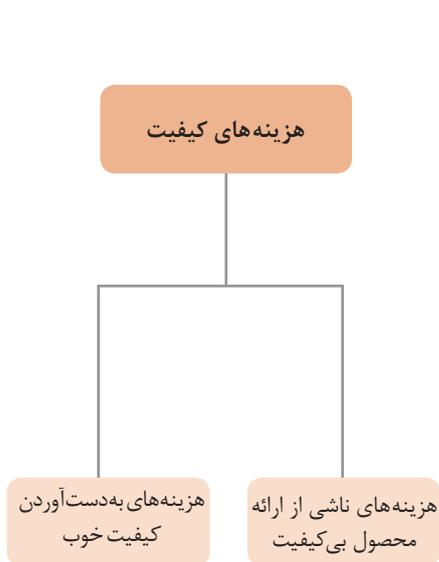 هزینه‌های کیفیت
هزینه‌های ناشی از ارائه
محصول بی‌کیفیت
هزینه‌های به‌دست‌آوردن
کیفیت خوب